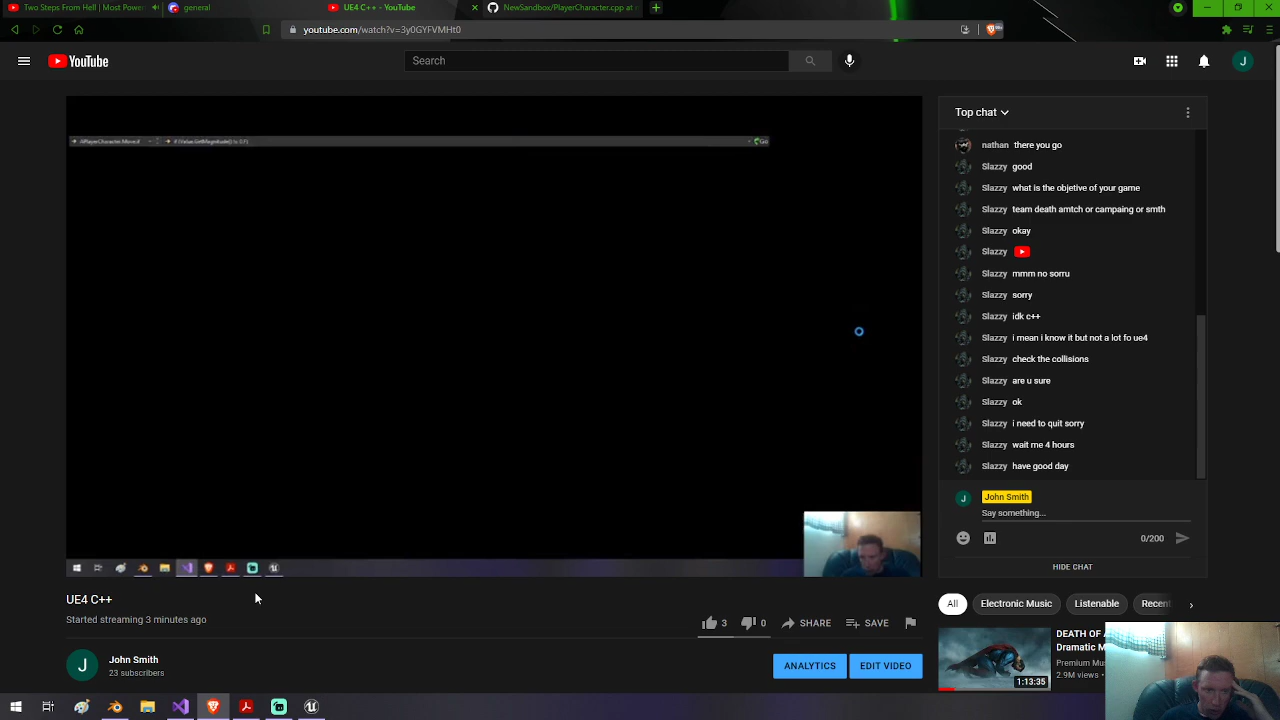 Two Steps From Hell | Most Power
general
UE4 C++ - YouTube
NewSandbox/PlayerCharacter.cpp at
youtube.com/watch?v=3y0GYFVMHt0
YouTube
Search
J
Top chat
nathan there you go
Slazzy good
Slazzy what is the objetive of your game
Slazzy team death amtch or campaing or smth
Slazzy okay
Slazzy
Slazzy mmm no sorru
Slazzy sorry
Slazzy idk c++
Slazzy i mean i know it but not a lot fo ue4
Slazzy check the collisions
Slazzy are u sure
Slazzy ok
Slazzy i need to quit sorry
Slazzy wait me 4 hours
Slazzy have good day
J John Smith
Say something...
0/200
HIDE CHAT
Go
UE4 C++
Started streaming 3 minutes ago
3 0 SHARE SAVE
J John Smith
23 subscribers
ANALYTICS EDIT VIDEO
All Electronic Music Listenable Recent
DEATH OF A
Dramatic M
Premium Mu
2.9M views •
1:13:35